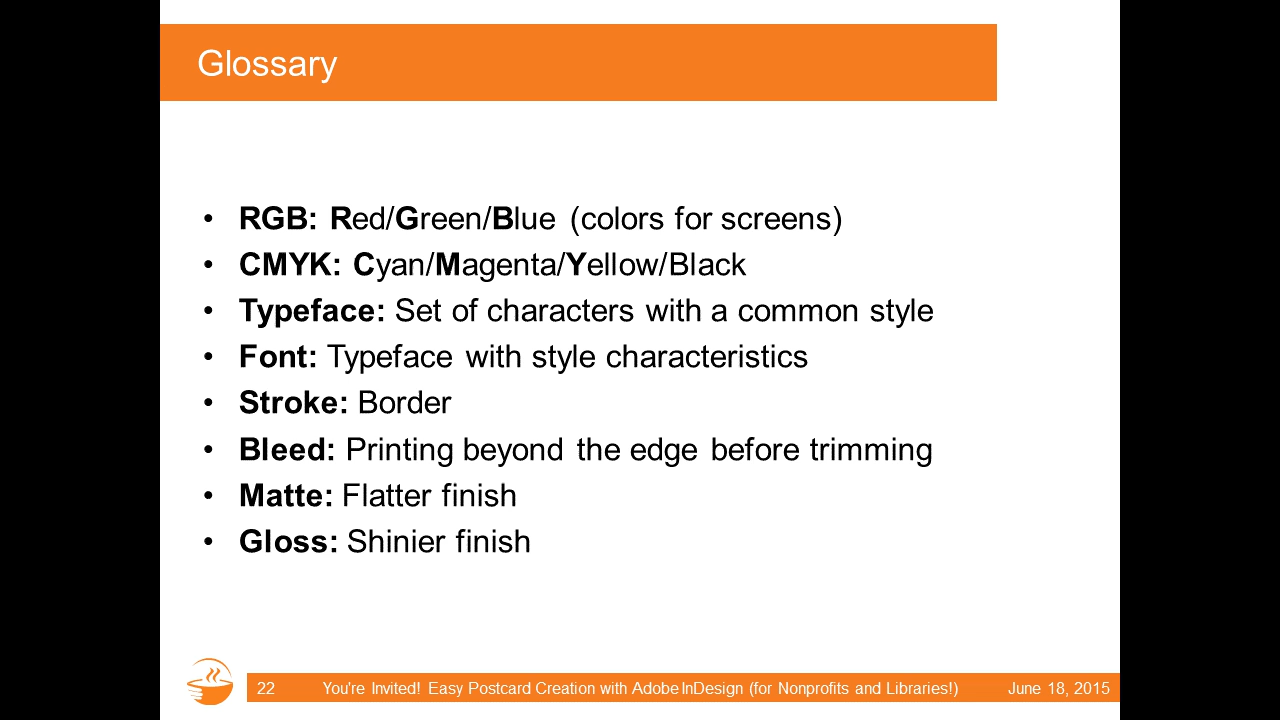 Glossary
• RGB: Red/Green/Blue (colors for screens)
• CMYK: Cyan/Magenta/Yellow/Black
• Typeface: Set of characters with a common style
• Font: Typeface with style characteristics
• Stroke: Border
• Bleed: Printing beyond the edge before trimming
• Matte: Flatter finish
• Gloss: Shinier finish
22 You're Invited! Easy Postcard Creation with Adobe InDesign (for Nonprofits and Libraries!) June 18, 2015